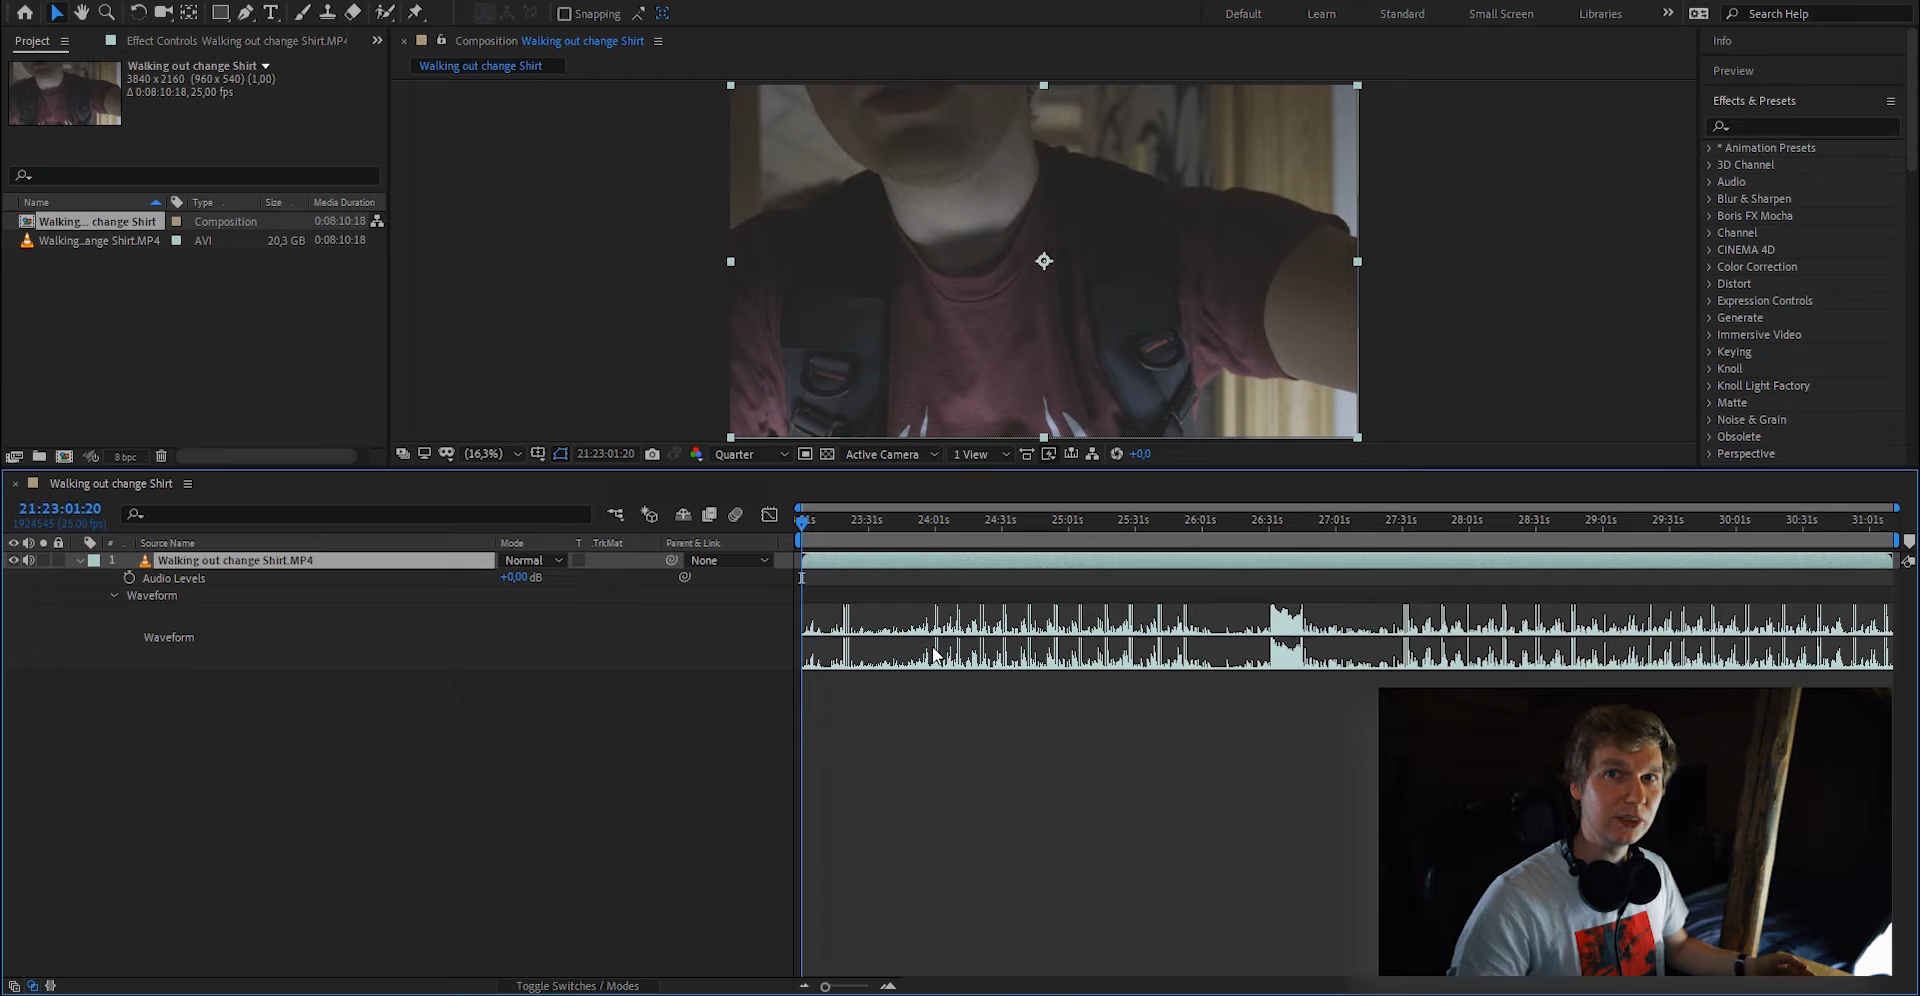 Snapping
Default
Learn
Standard
Small Screen
Libraries
Search Help
Project
Effect Controls Walking out change Shirt.MP4
Composition Walking out change Shirt
Info
Walking out change Shirt
3840 x 2160 (960 x 540) (1,00)
Δ 0:08:10:18, 25,00 fps
Walking out change Shirt
Preview
Effects & Presets
* Animation Presets
3D Channel
Audio
Blur & Sharpen
Boris FX Mocha
Channel
CINEMA 4D
Color Correction
Distort
Expression Controls
Generate
Immersive Video
Keying
Knoll
Knoll Light Factory
Matte
Noise & Grain
Obsolete
Perspective
Name Type Size Media Duration
Walking... change Shirt Composition 0:08:10:18
Walking..ange Shirt.MP4 AVI 20,3 GB 0:08:10:18
8 bpc
(16,3%) 21:23:01:20 Quarter Active Camera 1 View +0,0
Walking out change Shirt
21:23:01:20
1924545 (25.00 fps)
01s 23:31s 24:01s 24:31s 25:01s 25:31s 26:01s 26:31s 27:01s 27:31s 28:01s 28:31s 29:01s 29:31s 30:01s 30:31s 31:01s
# Source Name Mode T .TrkMat Parent & Link
1 Walking out change Shirt.MP4 Normal None
Audio Levels +0,00 dB
Waveform
Waveform
Toggle Switches / Modes